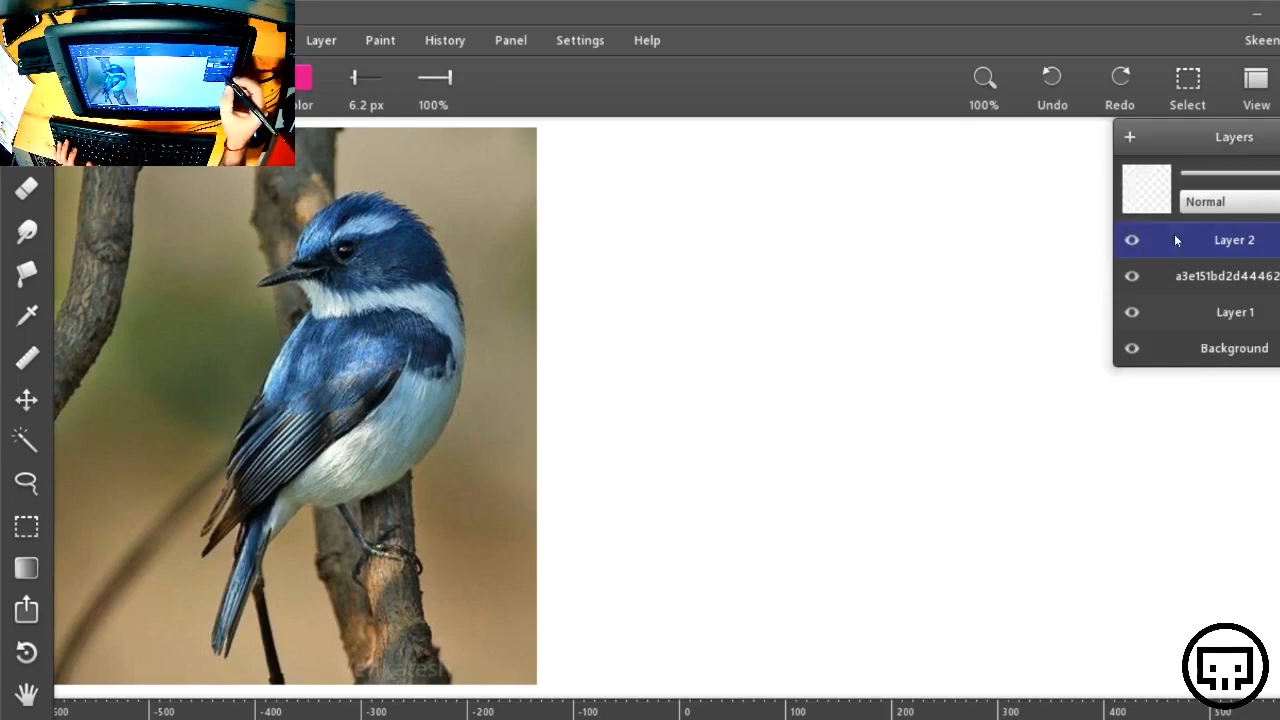 Layer Paint History Panel Settings Help Skeen
olor 6.2 px 100% 100% Undo Redo Select View
Layers
Normal
Layer 2
a3e151bd2d44462
Layer 1
Background
-500 -400 -300 -200 -100 0 100 200 300 400 500